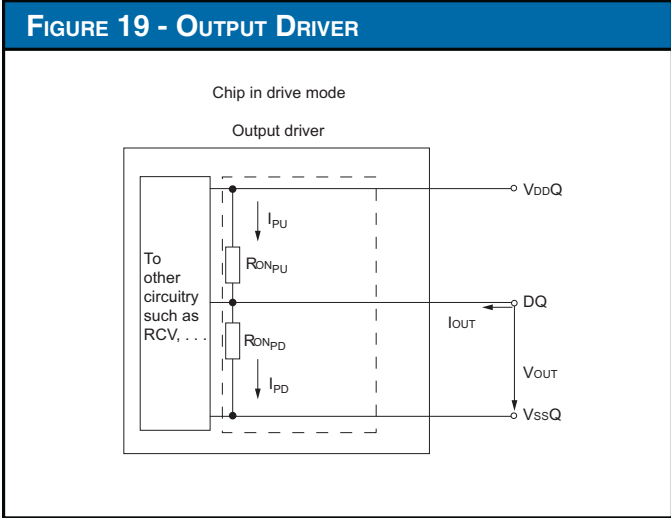 FIGURE 19 - OUTPUT DRIVER
Chip in drive mode
Output driver
VDDQ
IPU
RONPU
To
other
circuitry
such as
RCV, . . .
DQ
IOUT
RONPD
VOUT
IPD
VSSQ